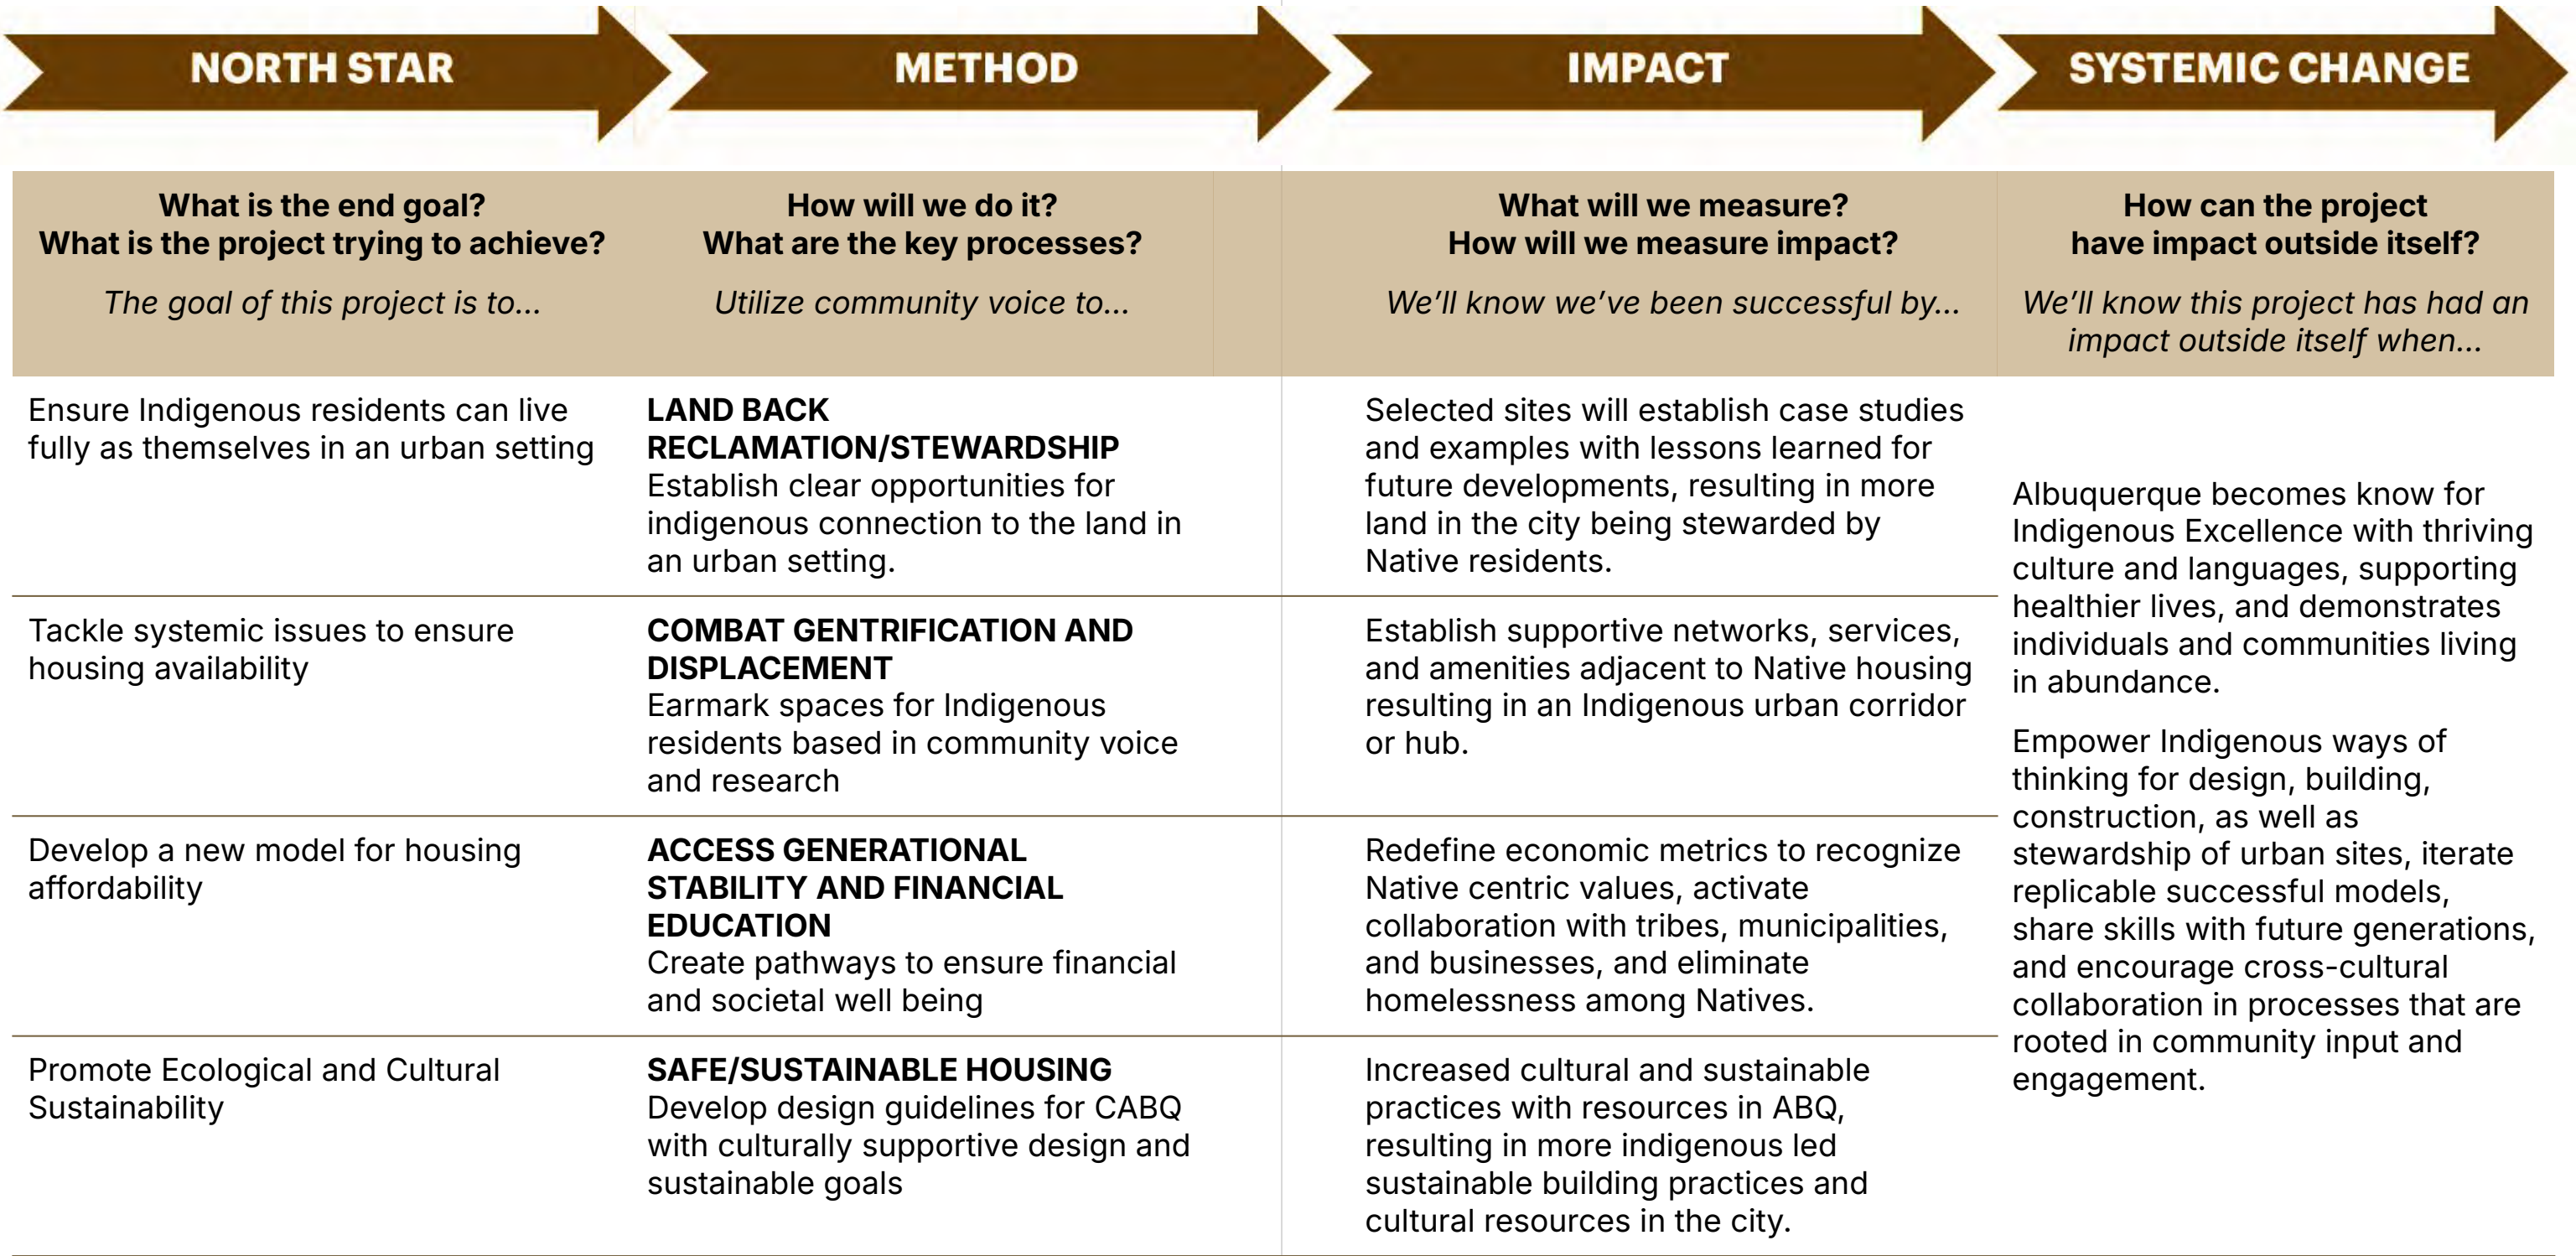 NORTH STAR
METHOD
IMPACT
SYSTEMIC CHANGE
What is the end goal?
What is the project trying to achieve?
The goal of this project is to...
How will we do it?
What are the key processes?
Utilize community voice to...
What will we measure?
How will we measure impact?
We’ll know we’ve been successful by...
How can the project
have impact outside itself?
We’ll know this project has had an
impact outside itself when...
Ensure Indigenous residents can live
fully as themselves in an urban setting
LAND BACK
RECLAMATION/STEWARDSHIP
Establish clear opportunities for
indigenous connection to the land in
an urban setting.
Selected sites will establish case studies
and examples with lessons learned for
future developments, resulting in more
land in the city being stewarded by
Native residents.
Tackle systemic issues to ensure
housing availability
COMBAT GENTRIFICATION AND
DISPLACEMENT
Earmark spaces for Indigenous
residents based in community voice
and research
Establish supportive networks, services,
and amenities adjacent to Native housing
resulting in an Indigenous urban corridor
or hub.
Develop a new model for housing
affordability
ACCESS GENERATIONAL
STABILITY AND FINANCIAL
EDUCATION
Create pathways to ensure financial
and societal well being
Redefine economic metrics to recognize
Native centric values, activate
collaboration with tribes, municipalities,
and businesses, and eliminate
homelessness among Natives.
Promote Ecological and Cultural
Sustainability
SAFE/SUSTAINABLE HOUSING
Develop design guidelines for CABQ
with culturally supportive design and
sustainable goals
Increased cultural and sustainable
practices with resources in ABQ,
resulting in more indigenous led
sustainable building practices and
cultural resources in the city.
Albuquerque becomes know for
Indigenous Excellence with thriving
culture and languages, supporting
healthier lives, and demonstrates
individuals and communities living
in abundance.
Empower Indigenous ways of
thinking for design, building,
construction, as well as
stewardship of urban sites, iterate
replicable successful models,
share skills with future generations,
and encourage cross-cultural
collaboration in processes that are
rooted in community input and
engagement.